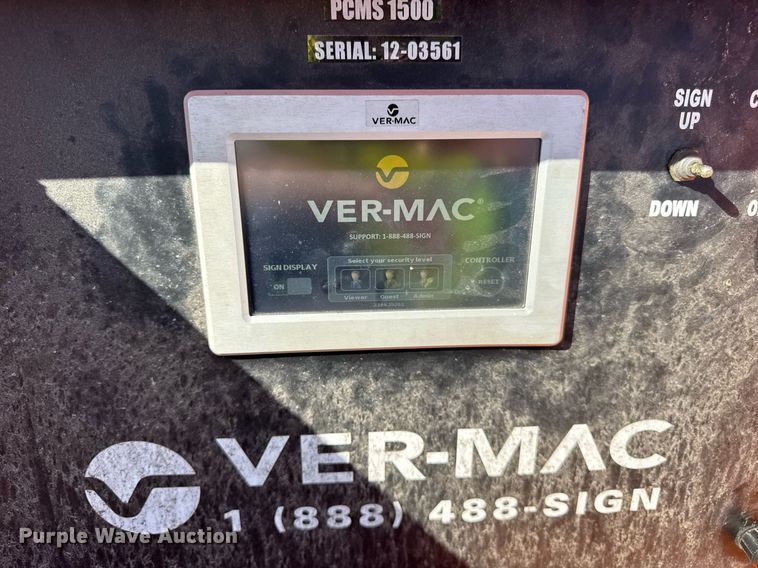 PCMS 1500
SERIAL: 12-03561
VER-MAC
SIGN
UP
DOWN
VER-MAC®
SUPPORT: 1-888-488-SIGN
Select your security level
SIGN DISPLAY
CONTROLLER
ON
RESET
Viewer Guest Admin
VER-MAC
1 (888) 488-SIGN
Purple Wave Auction